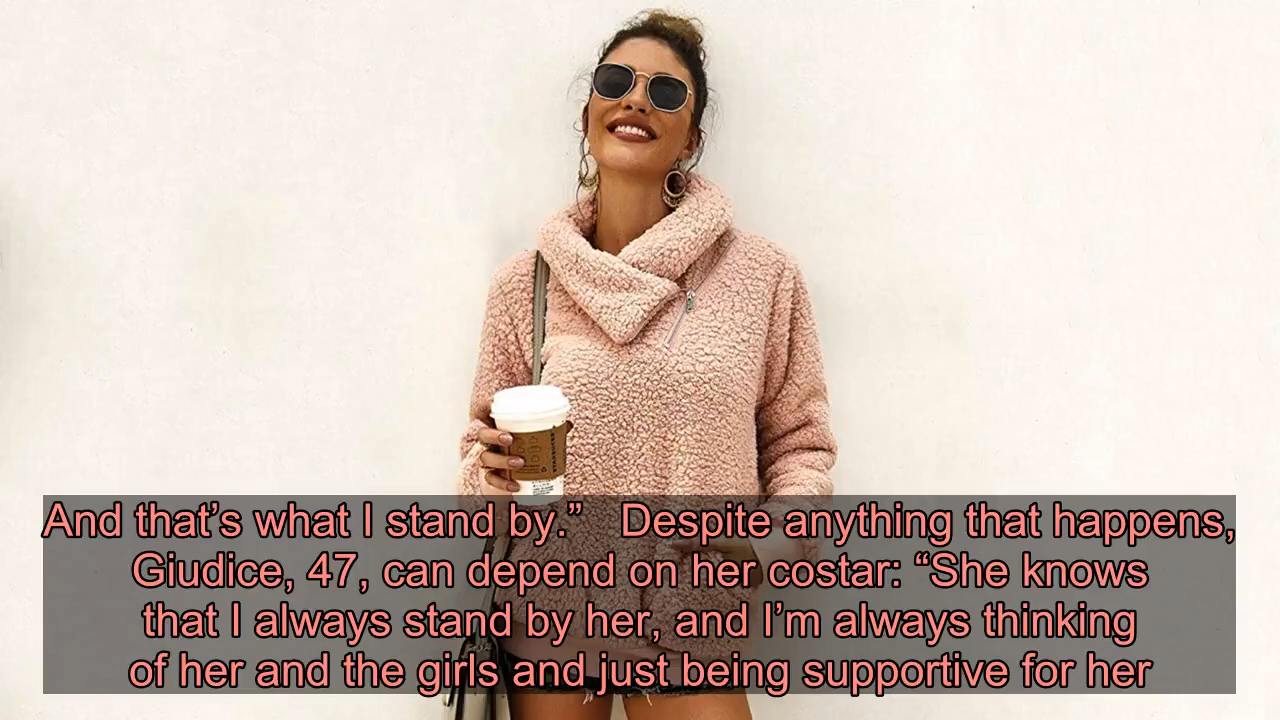 STARBUCKS
And that’s what I stand by.” Despite anything that happens,
Giudice, 47, can depend on her costar: “She knows
that I always stand by her, and I’m always thinking
of her and the girls and just being supportive for her